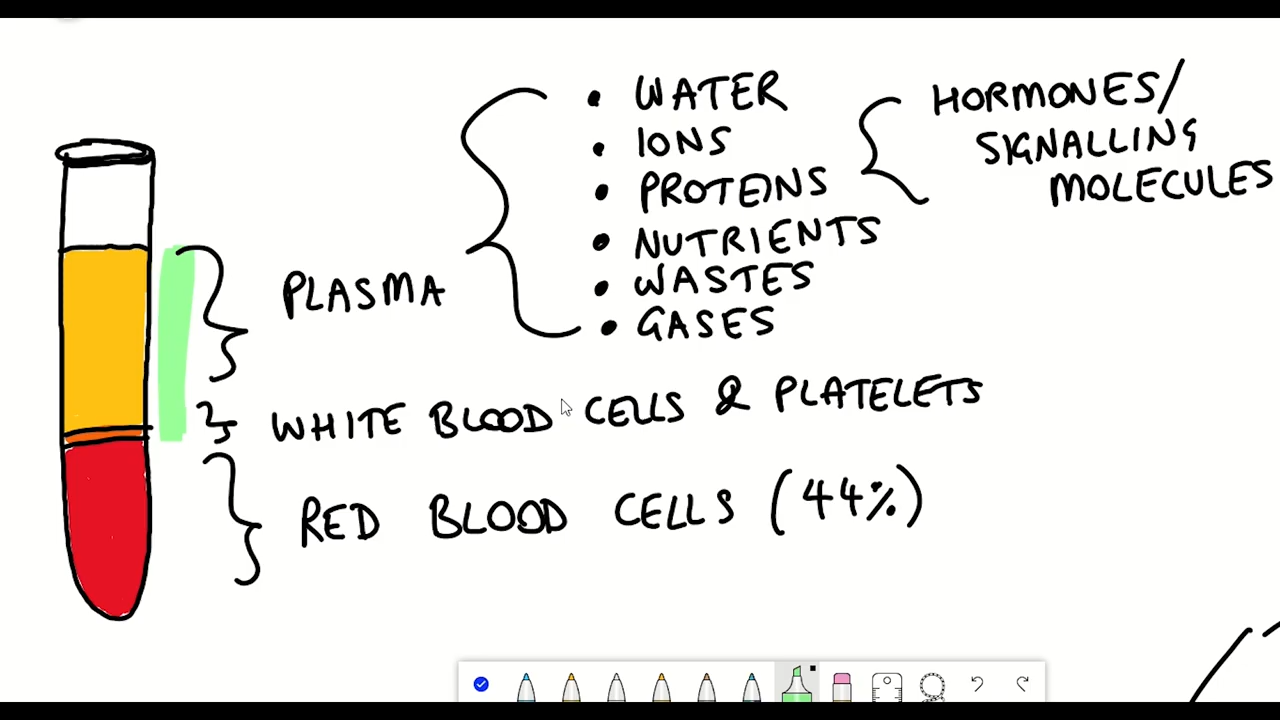 • WATER
• IONS
• PROTEINS
• NUTRIENTS
• WASTES
• GASES
HORMONES/
SIGNALLING
MOLECULES
PLASMA
WHITE BLOOD CELLS & PLATELETS
RED BLOOD CELLS (44%)